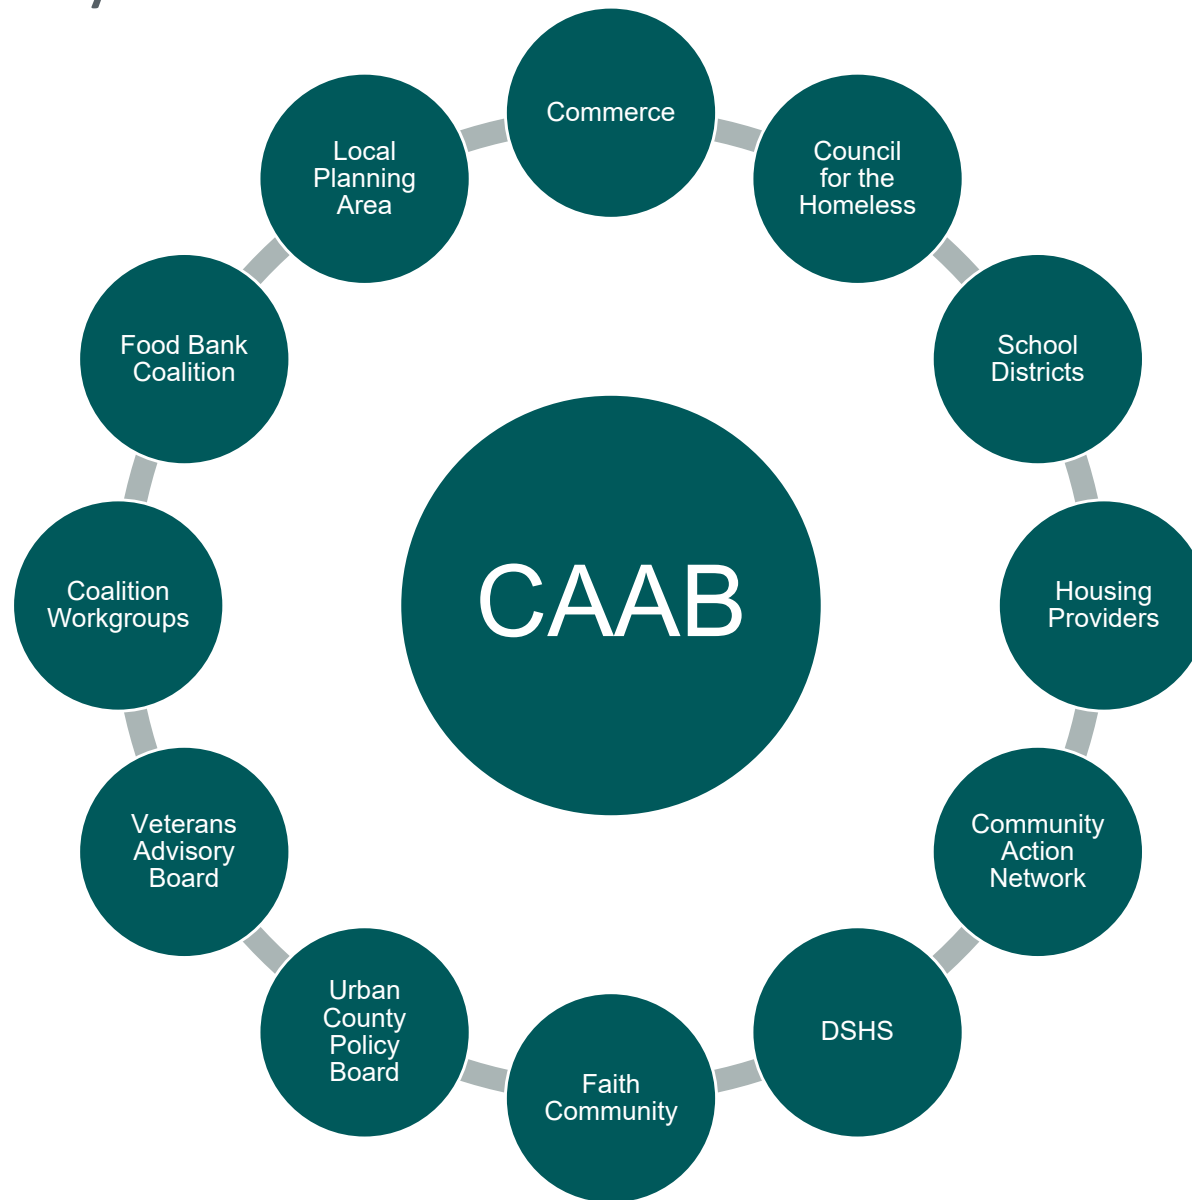 Commerce
Council
for the
Homeless
School
Districts
Housing
Providers
Community
Action
Network
DSHS
Faith
Community
Urban
County
Policy
Board
Veterans
Advisory
Board
Coalition
Workgroups
Food Bank
Coalition
Local
Planning
Area
CAAB